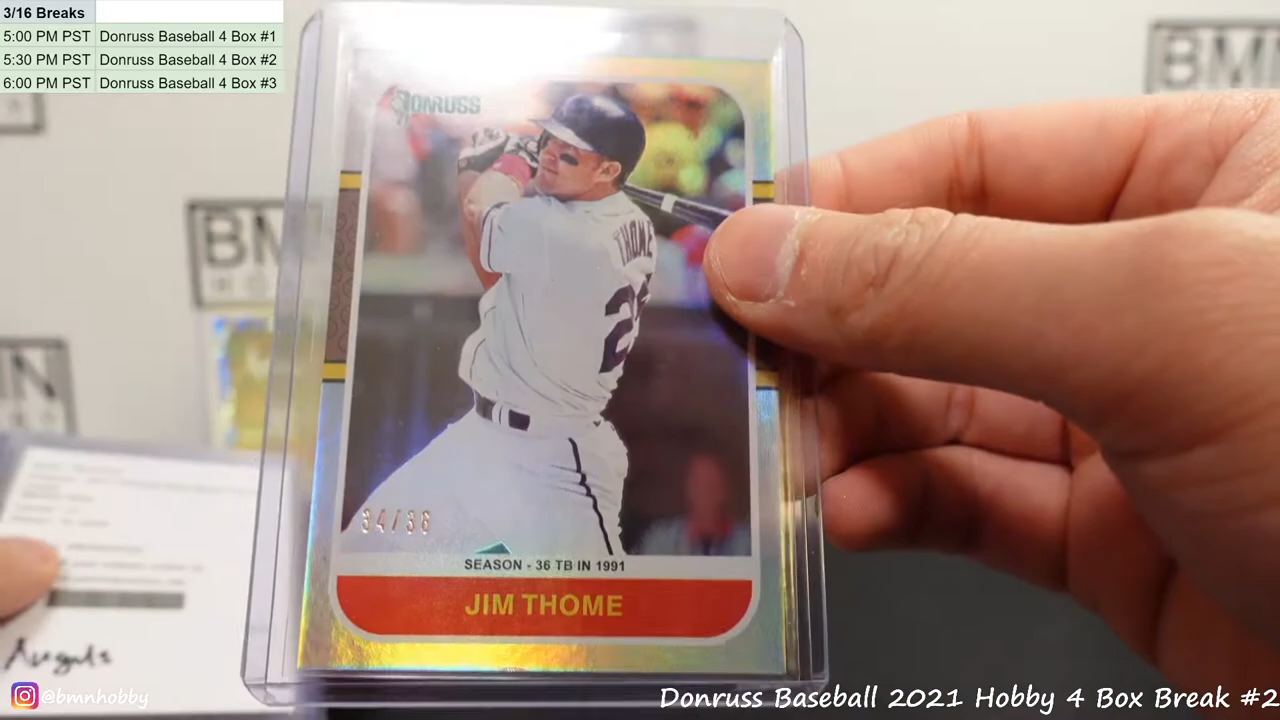 3/16 Breaks
5:00 PM PST Donruss Baseball 4 Box #1
5:30 PM PST Donruss Baseball 4 Box #2
6:00 PM PST Donruss Baseball 4 Box #3
DONRUSS
THOME
34/36
SEASON - 36 TB IN 1991
JIM THOME
BMN
Angels
@bmnhobby
Donruss Baseball 2021 Hobby 4 Box Break #2